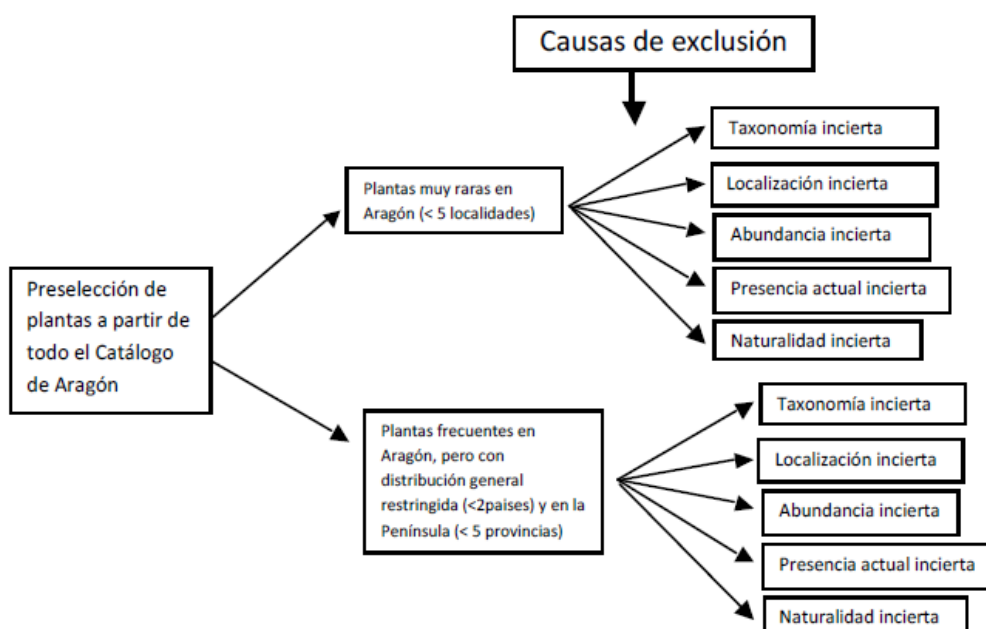 Causas de exclusión
Taxonomía incierta
Localización incierta
Abundancia incierta
Presencia actual incierta
Naturalidad incierta
Plantas muy raras en
Aragón (< 5 localidades)
Preselección de
plantas a partir de
todo el Catálogo
de Aragón
Plantas frecuentes en
Aragón, pero con
distribución general
restringida (<2paises) y en la
Península (< 5 provincias)
Taxonomía incierta
Localización incierta
Abundancia incierta
Presencia actual incierta
Naturalidad incierta